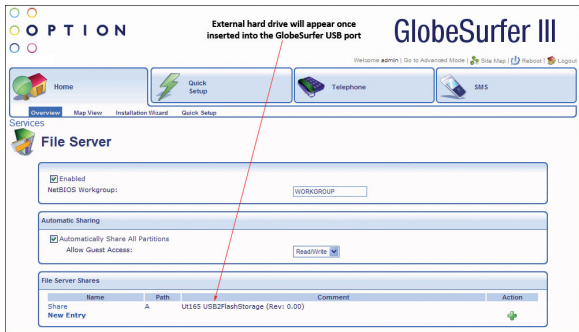 OPTION
External hard drive will appear once
inserted into the GlobeSurfer USB port
GlobeSurfer III
Welcome admin | Go to Advanced Mode | Site Map | Reboot | Logout
Home
Quick
Setup
Telephone
SMS
Overview Map View Installation Wizard Quick Setup
Services
File Server
Enabled
NetBIOS Workgroup: WORKGROUP
Automatic Sharing
Automatically Share All Partitions
Allow Guest Access: Read/Write
File Server Shares
Name Path Comment Action
Share A Ut165 USB2FlashStorage (Rev: 0.00)
New Entry